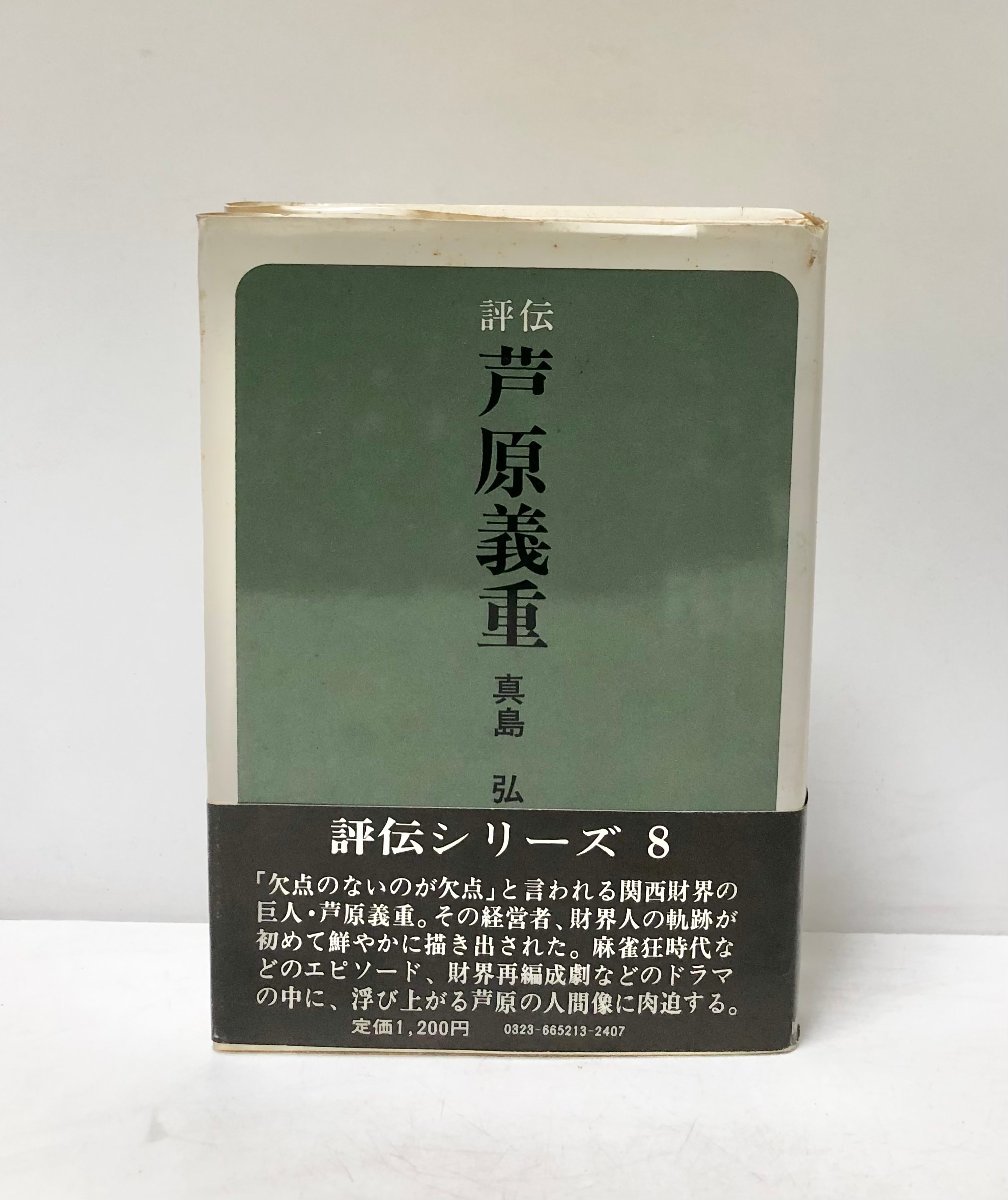 評伝
芦原義重
真島 弘
評伝シリーズ 8
「欠点のないのが欠点」と言われる関西財界の
巨人・芦原義重。その経営者、財界人の軌跡が
初めて鮮やかに描き出された。麻雀狂時代な
どのエピソード、財界再編成劇などのドラマ
の中に、浮び上がる芦原の人間像に肉迫する。
定価1,200円 0323-665213-2407